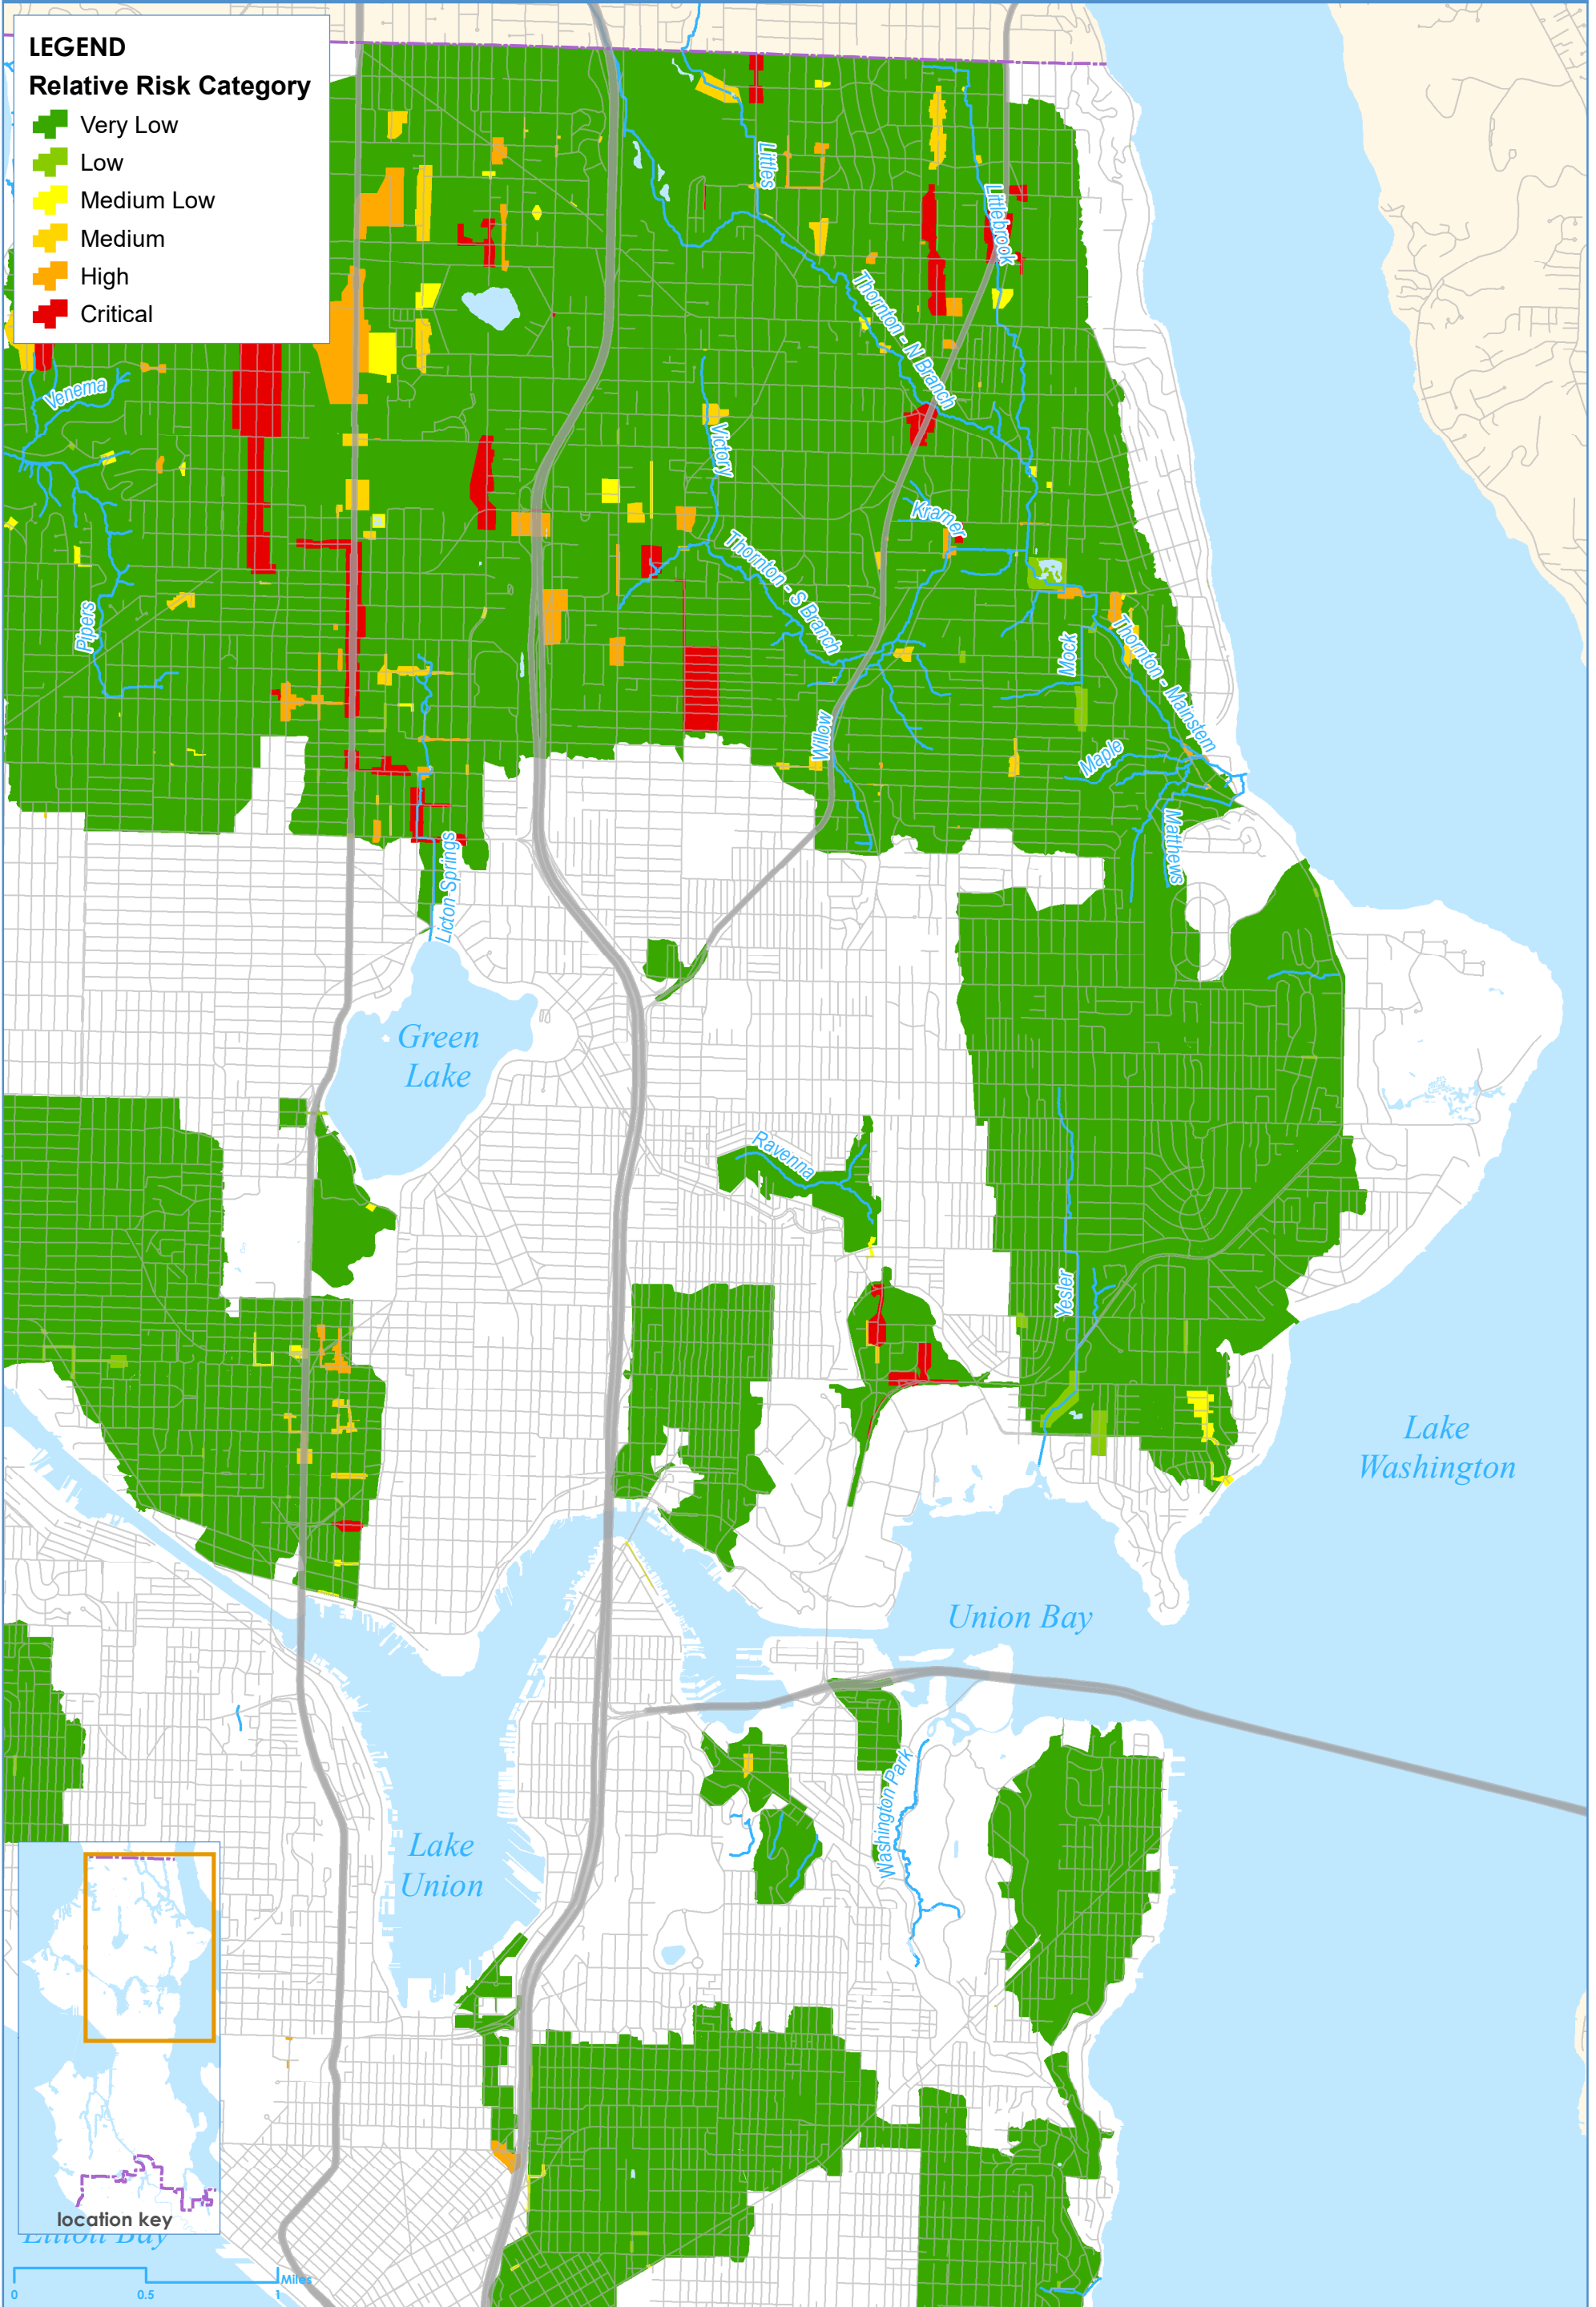 LEGEND
Relative Risk Category
Very Low
Low
Medium Low
Medium
High
Critical
Littles
Littlebrook
Thornton - N Branch
Venema
Victory
Kramer
Thornton - S Branch
Pipers
Mock
Thornton - Mainstem
Willow
Maple
Matthews
Licton Springs
Green
Lake
Ravenna
Yesler
Lake
Washington
Union Bay
Washington Park
Lake
Union
location key
Elliott Bay
Miles
0
0.5
1